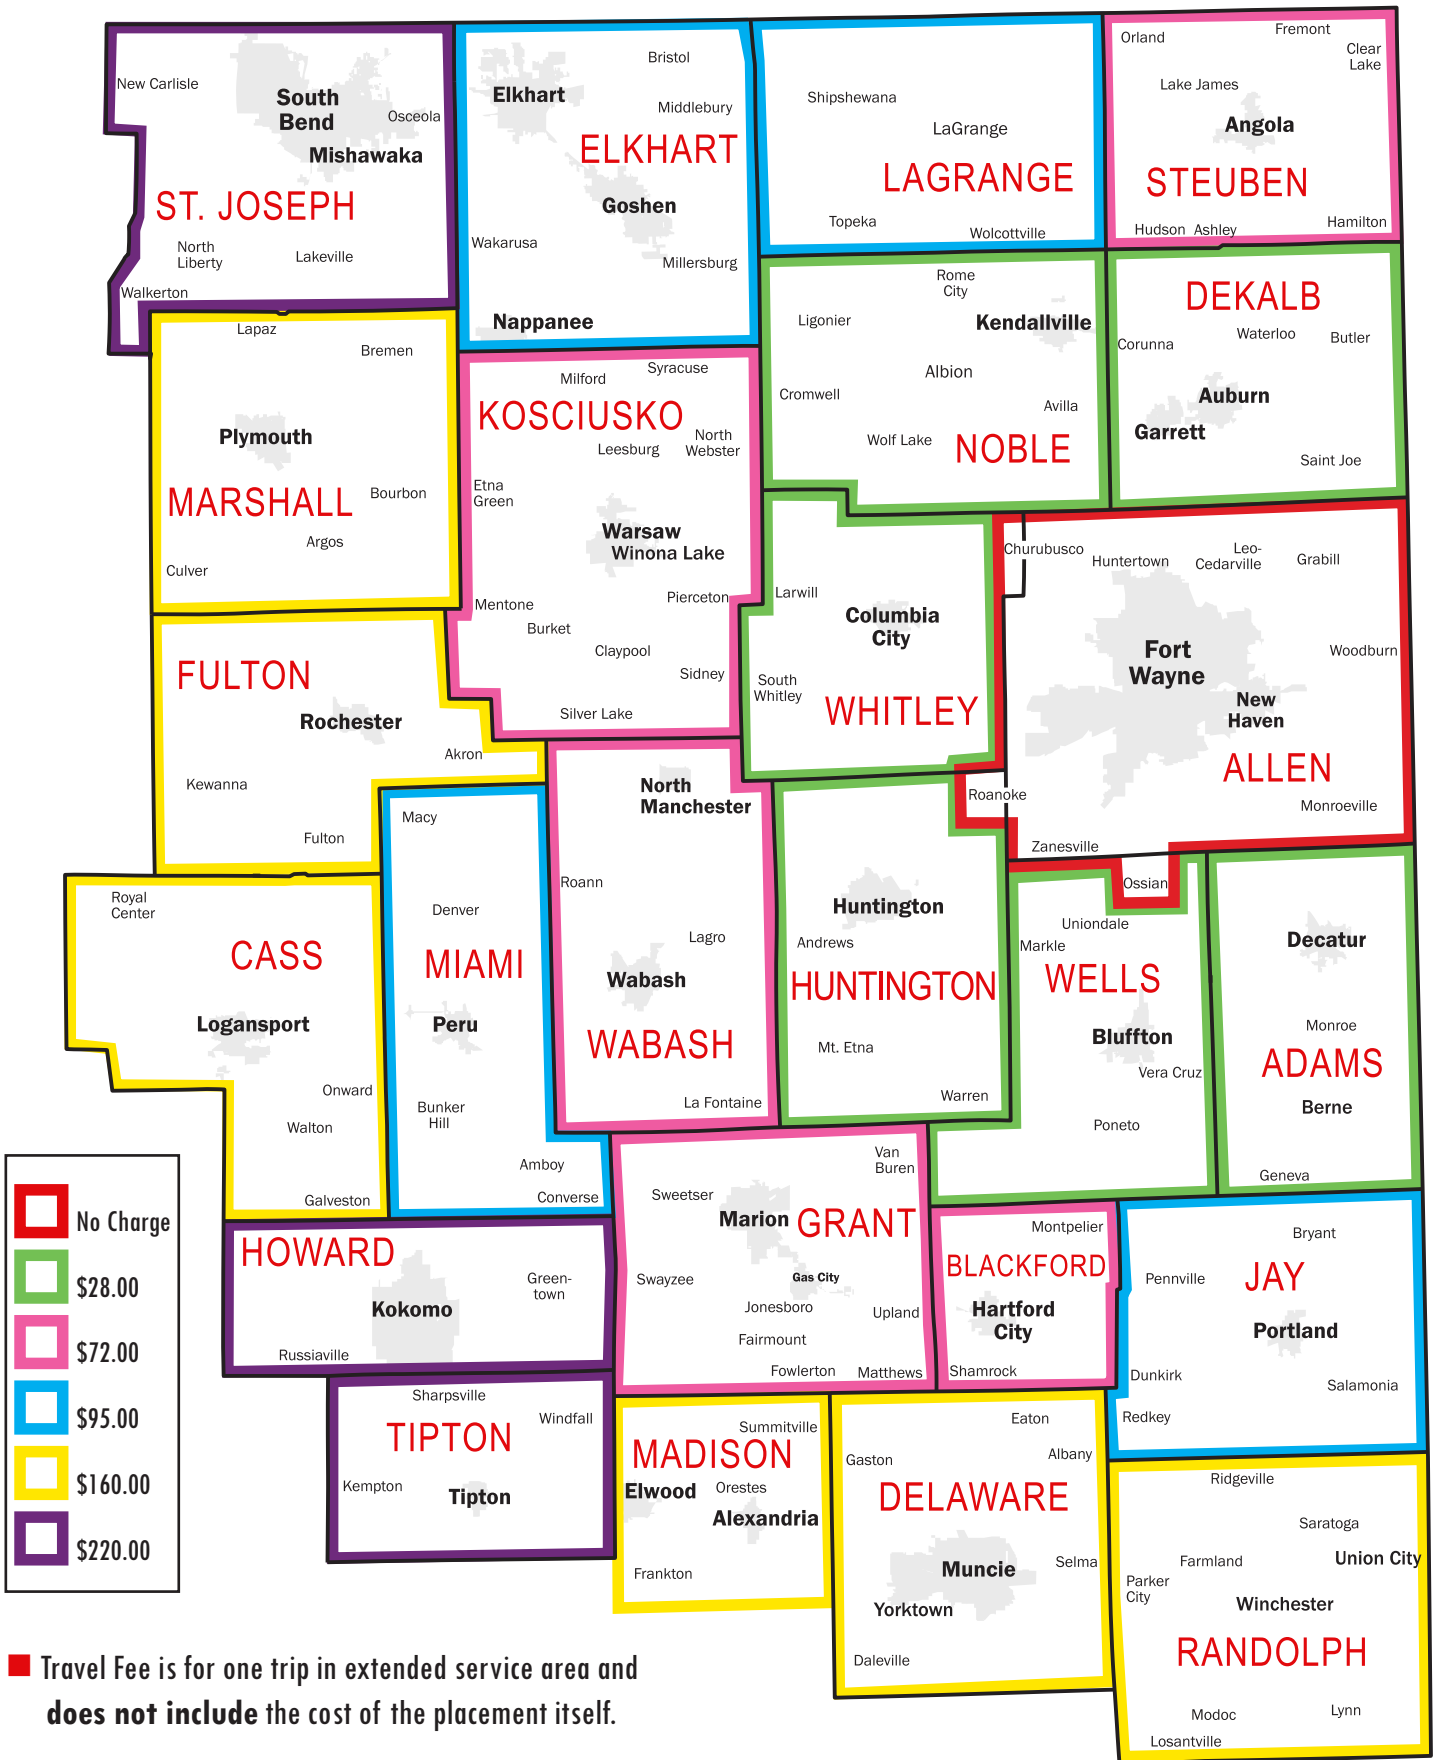 New Carlisle
South
Bend
Osceola
Mishawaka
ST. JOSEPH
North
Liberty
Lakeville
Walkerton
Elkhart
Bristol
Middlebury
ELKHART
Goshen
Wakarusa
Millersburg
Nappanee
Shipshewana
LaGrange
LAGRANGE
Topeka
Wolcottville
Orland
Fremont
Clear
Lake
Lake James
Angola
STEUBEN
Hudson
Ashley
Hamilton
Lapaz
Bremen
Plymouth
MARSHALL
Bourbon
Argos
Culver
Milford
Syracuse
KOSCIUSKO
Leesburg
North
Webster
Etna
Green
Warsaw
Winona Lake
Pierceton
Mentone
Burket
Claypool
Sidney
Silver Lake
Rome
City
Ligonier
Kendallville
Albion
Cromwell
Avilla
Wolf Lake
NOBLE
DEKALB
Waterloo
Butler
Corunna
Auburn
Garrett
Saint Joe
Larwill
Columbia
City
South
Whitley
WHITLEY
Churubusco
Huntertown
Leo-
Cedarville
Grabill
Fort
Wayne
Woodburn
New
Haven
ALLEN
Monroeville
Roanoke
Zanesville
Ossian
FULTON
Rochester
Akron
Kewanna
Fulton
Royal
Center
CASS
Logansport
Onward
Walton
Galveston
Macy
Denver
MIAMI
Peru
Bunker
Hill
Amboy
Converse
North
Manchester
Roann
Lagro
Wabash
WABASH
La Fontaine
Huntington
Andrews
HUNTINGTON
Mt. Etna
Warren
Uniondale
Markle
WELLS
Bluffton
Vera Cruz
Poneto
Decatur
Monroe
ADAMS
Berne
Geneva
HOWARD
Green-
town
Kokomo
Russiaville
Sharpsville
Windfall
TIPTON
Kempton
Tipton
Van
Buren
Sweetser
Marion
GRANT
Swayzee
Gas City
Jonesboro
Upland
Fairmount
Fowlerton
Matthews
Montpelier
BLACKFORD
Hartford
City
Shamrock
Bryant
Pennville
JAY
Portland
Dunkirk
Salamonia
Redkey
Summitville
MADISON
Elwood
Orestes
Alexandria
Frankton
Eaton
Gaston
Albany
DELAWARE
Muncie
Selma
Yorktown
Daleville
Ridgeville
Saratoga
Farmland
Union City
Parker
City
Winchester
RANDOLPH
Modoc
Lynn
Losantville
No Charge
$28.00
$72.00
$95.00
$160.00
$220.00
Travel Fee is for one trip in extended service area and
does not include the cost of the placement itself.